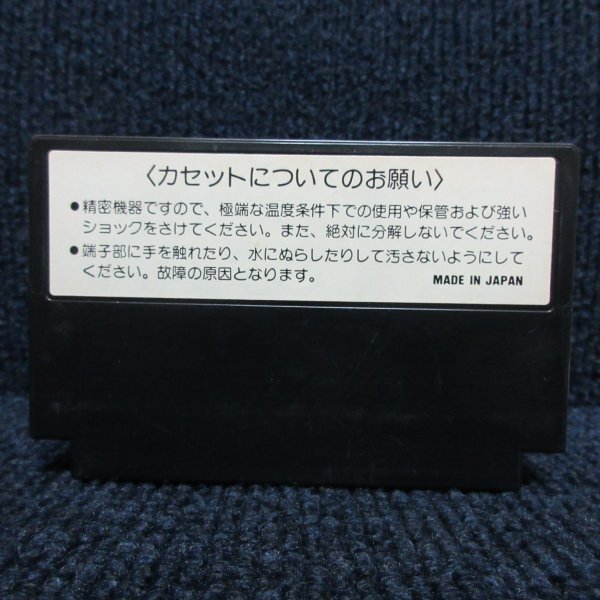 〈カセットについてのお願い〉
●精密機器ですので、極端な温度条件下での使用や保管および強い
ショックをさけてください。また、絶対に分解しないでください。
●端子部に手を触れたり、水にぬらしたりして汚さないようにして
ください。故障の原因となります。
MADE IN JAPAN